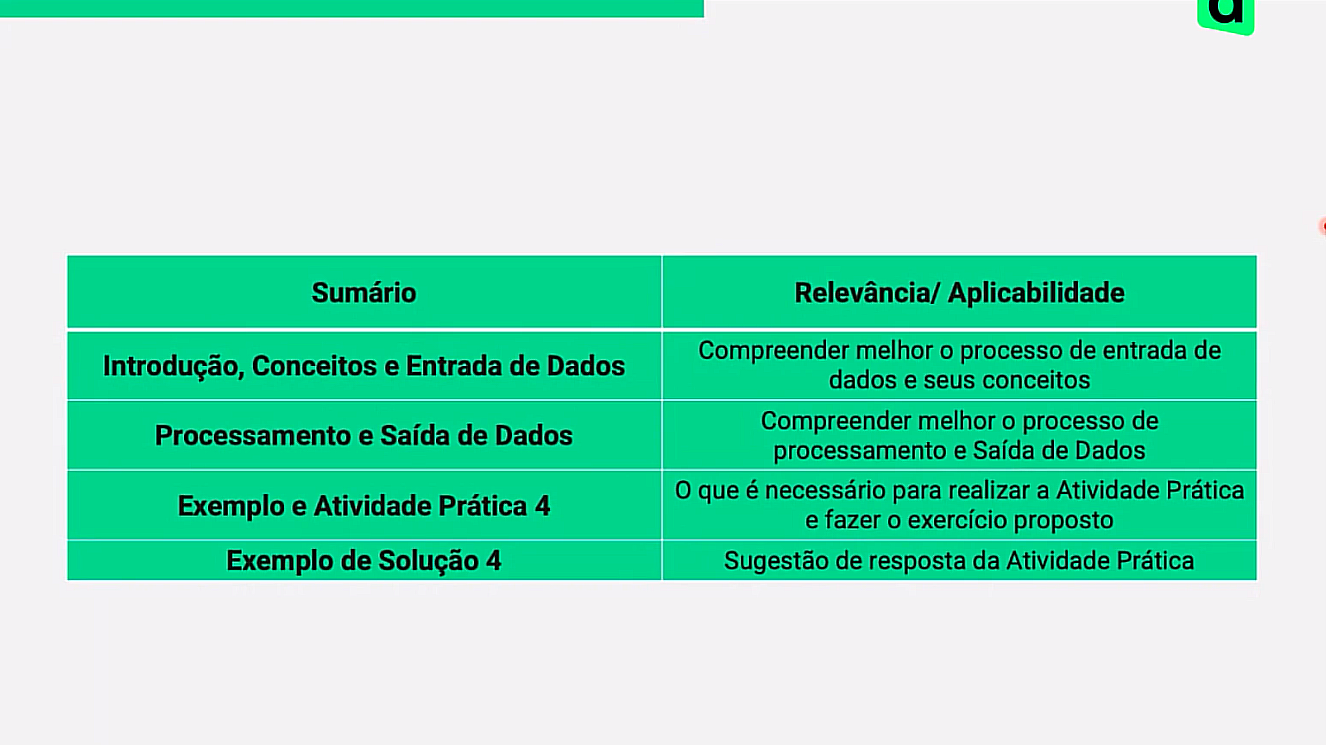 d
Sumário
Relevância/ Aplicabilidade
Introdução, Conceitos e Entrada de Dados
Compreender melhor o processo de entrada de
dados e seus conceitos
Processamento e Saída de Dados
Compreender melhor o processo de
processamento e Saída de Dados
Exemplo e Atividade Prática 4
O que é necessário para realizar a Atividade Prática
e fazer o exercício proposto
Exemplo de Solução 4
Sugestão de resposta da Atividade Prática